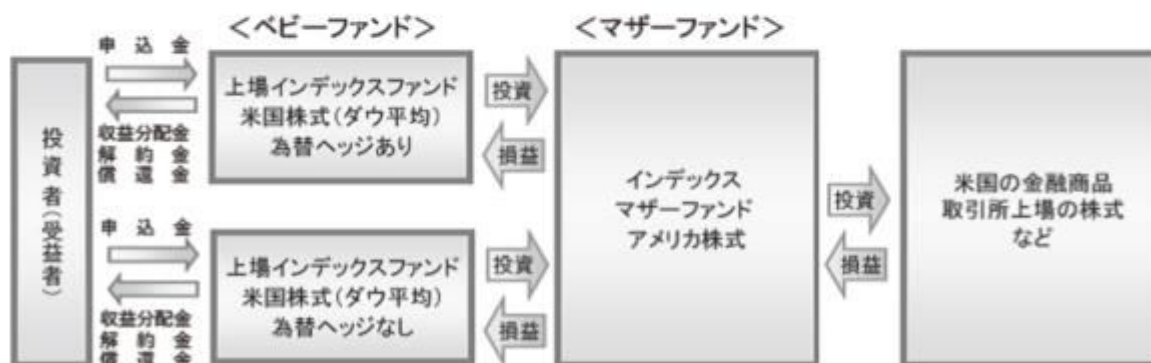 ＜ベビーファンド＞
＜マザーファンド＞
投資者(受益者)
申込金
収益分配金
解約金
償還金
上場インデックスファンド
米国株式(ダウ平均)
為替ヘッジあり
投資
損益
申込金
収益分配金
解約金
償還金
上場インデックスファンド
米国株式(ダウ平均)
為替ヘッジなし
投資
損益
インデックス
マザーファンド
アメリカ株式
投資
損益
米国の金融商品
取引所上場の株式
など